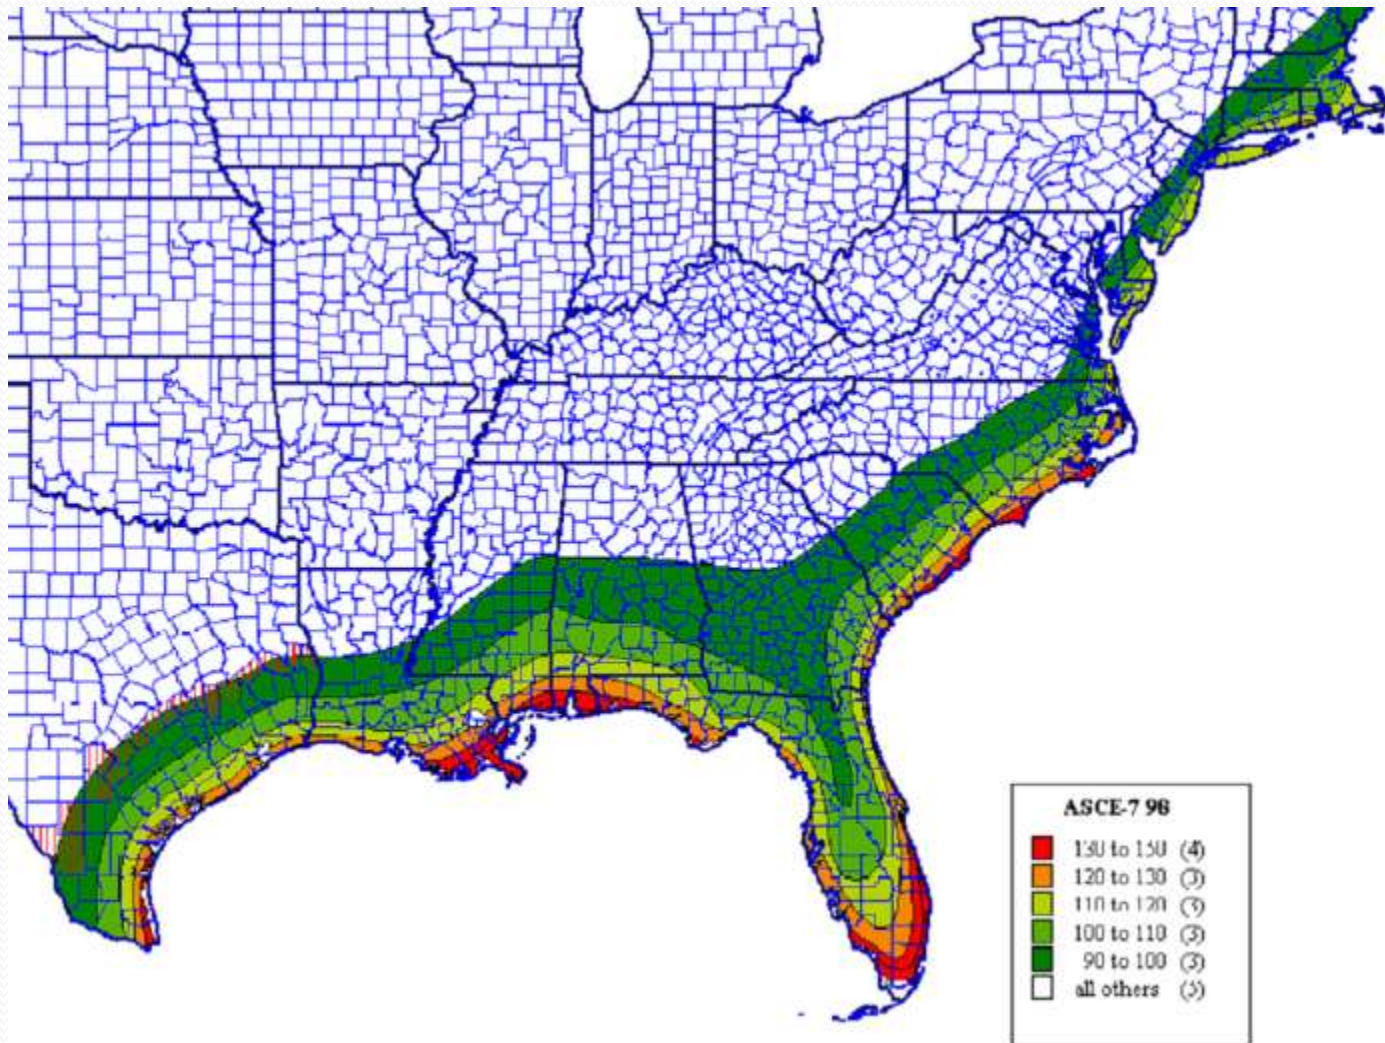 ASCE-7 98
130 to 150 (4)
120 to 130 (3)
110 to 120 (3)
100 to 110 (3)
90 to 100 (3)
all others (5)